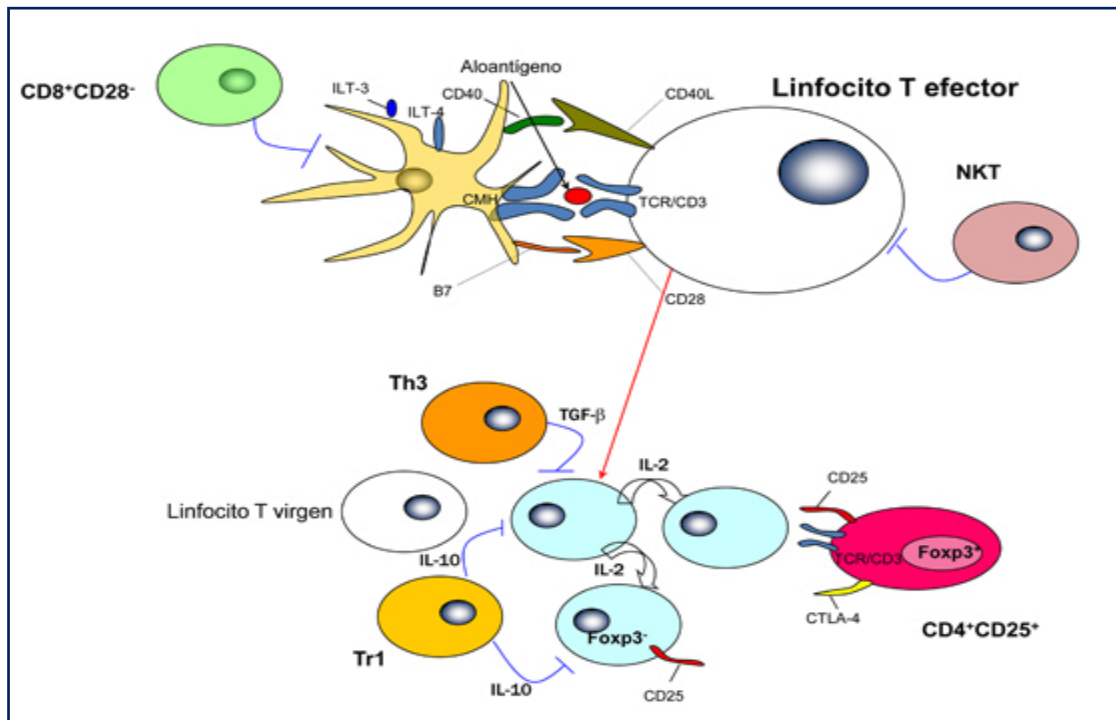 CD8⁺CD28⁻
ILT-3
ILT-4
Aloantígeno
CD40
CD40L
Linfocito T efector
NKT
CMH
TCR/CD3
B7
CD28
Th3
TGF-β
IL-2
CD25
Linfocito T virgen
IL-10
IL-2
TCR/CD3
Foxp3⁺
CTLA-4
CD4⁺CD25⁺
Tr1
Foxp3⁻
IL-10
CD25